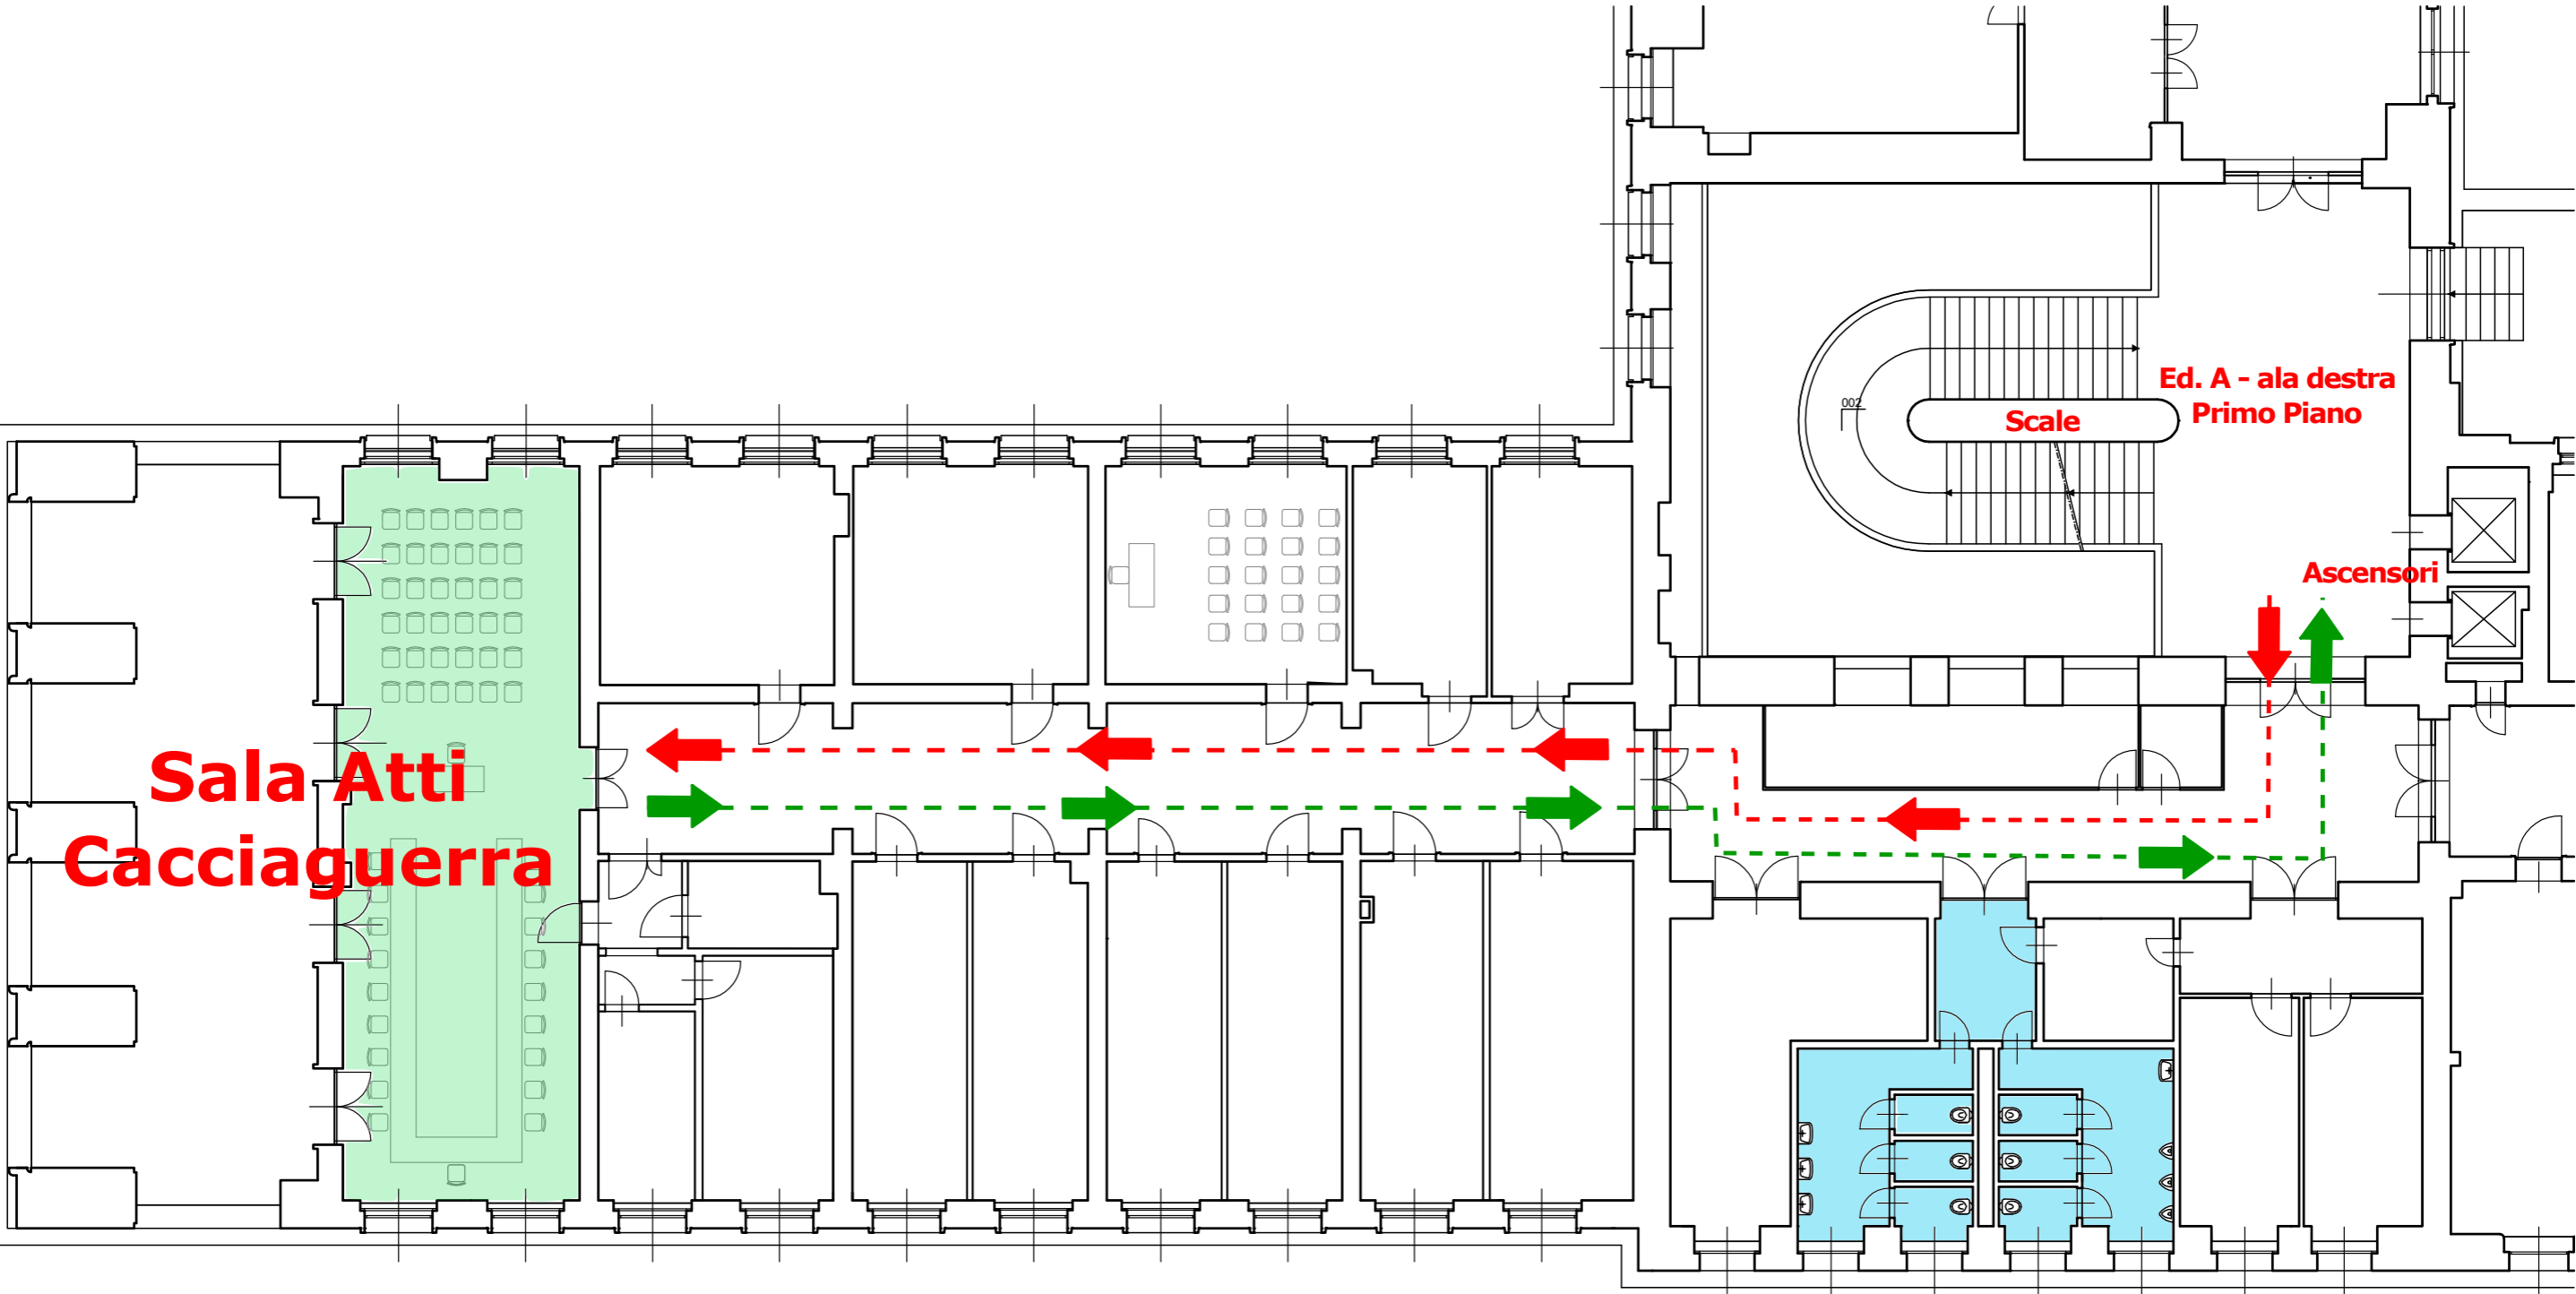 Ed. A - ala destra
Primo Piano
002
Scale
Ascensori
Sala Atti
Cacciaguerra